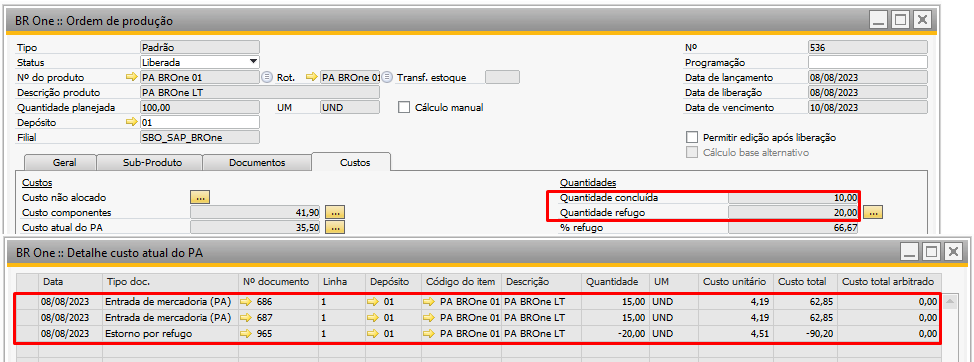 BR One :: Ordem de produção
Tipo Padrão Nº 536
Status Liberada Programação
Nº do produto PA BROne 01 Rot. PA BROne 01 Transf. estoque Data de lançamento 08/08/2023
Descrição produto PA BROne LT Data de liberação 08/08/2023
Quantidade planejada 100,00 UM UND Cálculo manual Data de vencimento 10/08/2023
Depósito 01
Filial SBO_SAP_BROne Permitir edição após liberação
Cálculo base alternativo
Geral Sub-Produto Documentos Custos
Custos Quantidades
Custo não alocado ... Quantidade concluída 10,00
Custo componentes 41,90 ... Quantidade refugo 20,00 ...
Custo atual do PA 35,50 ... % refugo 66,67
BR One :: Detalhe custo atual do PA
Data Tipo doc. Nº documento Linha Depósito Código do item Descrição Quantidade UM Custo unitário Custo total Custo total arbitrado
08/08/2023 Entrada de mercadoria (PA) 686 1 01 PA BROne 01 PA BROne LT 15,00 UND 4,19 62,85 0,00
08/08/2023 Entrada de mercadoria (PA) 687 1 01 PA BROne 01 PA BROne LT 15,00 UND 4,19 62,85 0,00
08/08/2023 Estorno por refugo 965 1 01 PA BROne 01 PA BROne LT -20,00 UND 4,51 -90,20 0,00